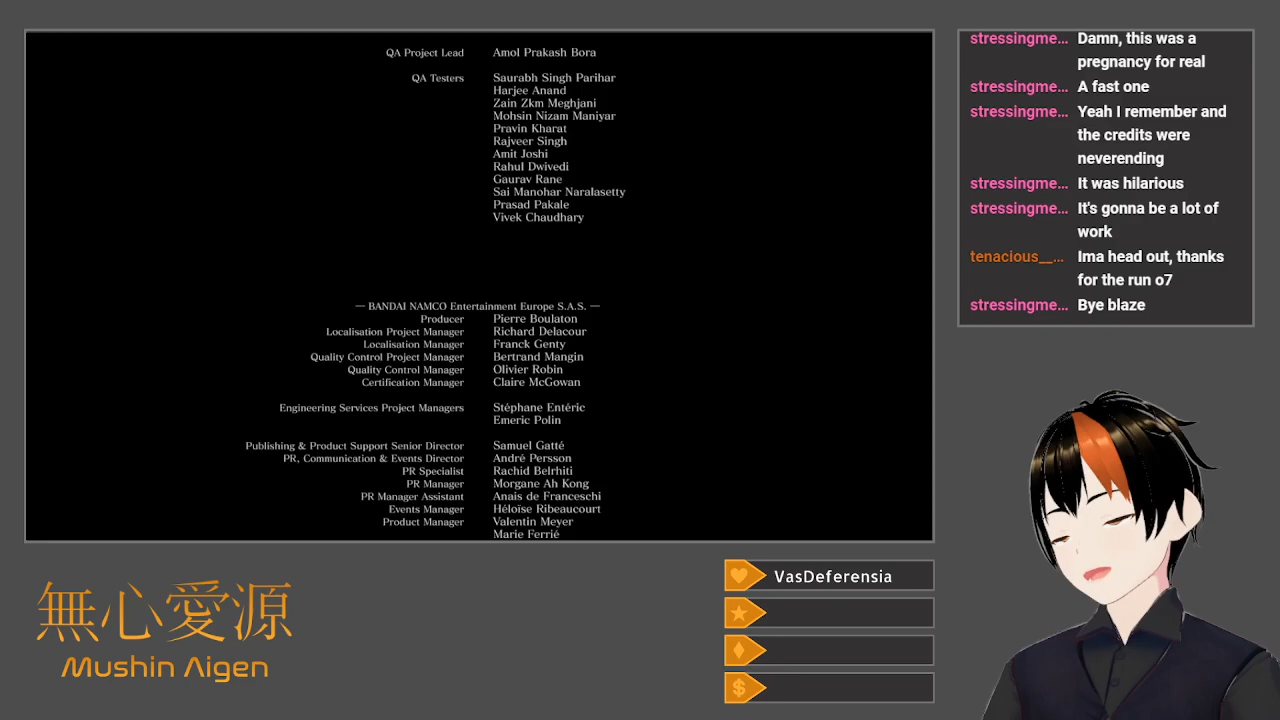 QA Project Lead Amol Prakash Bora
QA Testers Saurabh Singh Parihar
Harjee Anand
Zain Zkm Meghjani
Mohsin Nizam Maniyar
Pravin Kharat
Rajveer Singh
Amit Joshi
Rahul Dwivedi
Gaurav Rane
Sai Manohar Naralasetty
Prasad Pakale
Vivek Chaudhary
— BANDAI NAMCO Entertainment Europe S.A.S. —
Producer Pierre Boulaton
Localisation Project Manager Richard Delacour
Localisation Manager Franck Genty
Quality Control Project Manager Bertrand Mangin
Quality Control Manager Olivier Robin
Certification Manager Claire McGowan
Engineering Services Project Managers Stéphane Entéric
Emeric Polin
Publishing & Product Support Senior Director Samuel Gatté
PR, Communication & Events Director André Persson
PR Specialist Rachid Belrhiti
PR Manager Morgane Ah Kong
PR Manager Assistant Anais de Franceschi
Events Manager Héloïse Ribeaucourt
Product Manager Valentin Meyer
Marie Ferrié
stressingme... Damn, this was a
pregnancy for real
stressingme... A fast one
stressingme... Yeah I remember and
the credits were
neverending
stressingme... It was hilarious
stressingme... It's gonna be a lot of
work
tenacious__... Ima head out, thanks
for the run o7
stressingme... Bye blaze
無心愛源
Mushin Aigen
VasDeferensia